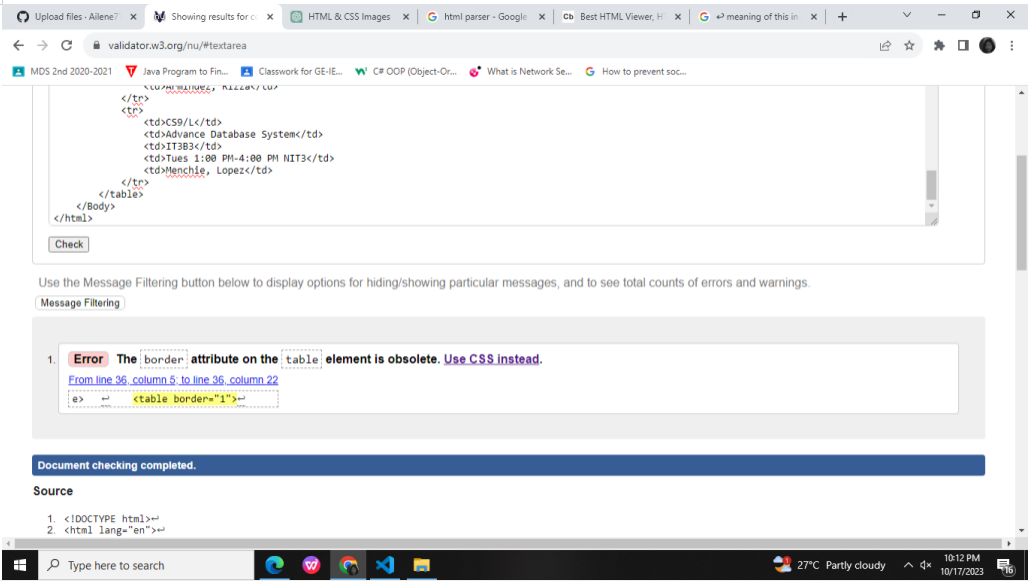 Upload files · Ailene7
Showing results for co
HTML & CSS Images
html parser - Google
Cb Best HTML Viewer, H
↩ meaning of this in
validator.w3.org/nu/#textarea
MDS 2nd 2020-2021
Java Program to Fin...
Classwork for GE-IE...
C# OOP (Object-Or...
What is Network Se...
How to prevent soc...
<td>Armindez, Rizza</td>
</tr>
<tr>
<td>CS9/L</td>
<td>Advance Database System</td>
<td>IT3B3</td>
<td>Tues 1:00 PM-4:00 PM NIT3</td>
<td>Menchie, Lopez</td>
</tr>
</table>
</Body>
</html>
Check
Use the Message Filtering button below to display options for hiding/showing particular messages, and to see total counts of errors and warnings.
Message Filtering
1. Error The border attribute on the table element is obsolete. Use CSS instead.
From line 36, column 5; to line 36, column 22
e> ↩ <table border="1">↩
Document checking completed.
Source
1. <!DOCTYPE html>↩
2. <html lang="en">↩
Type here to search
27°C Partly cloudy
10:12 PM
10/17/2023
16